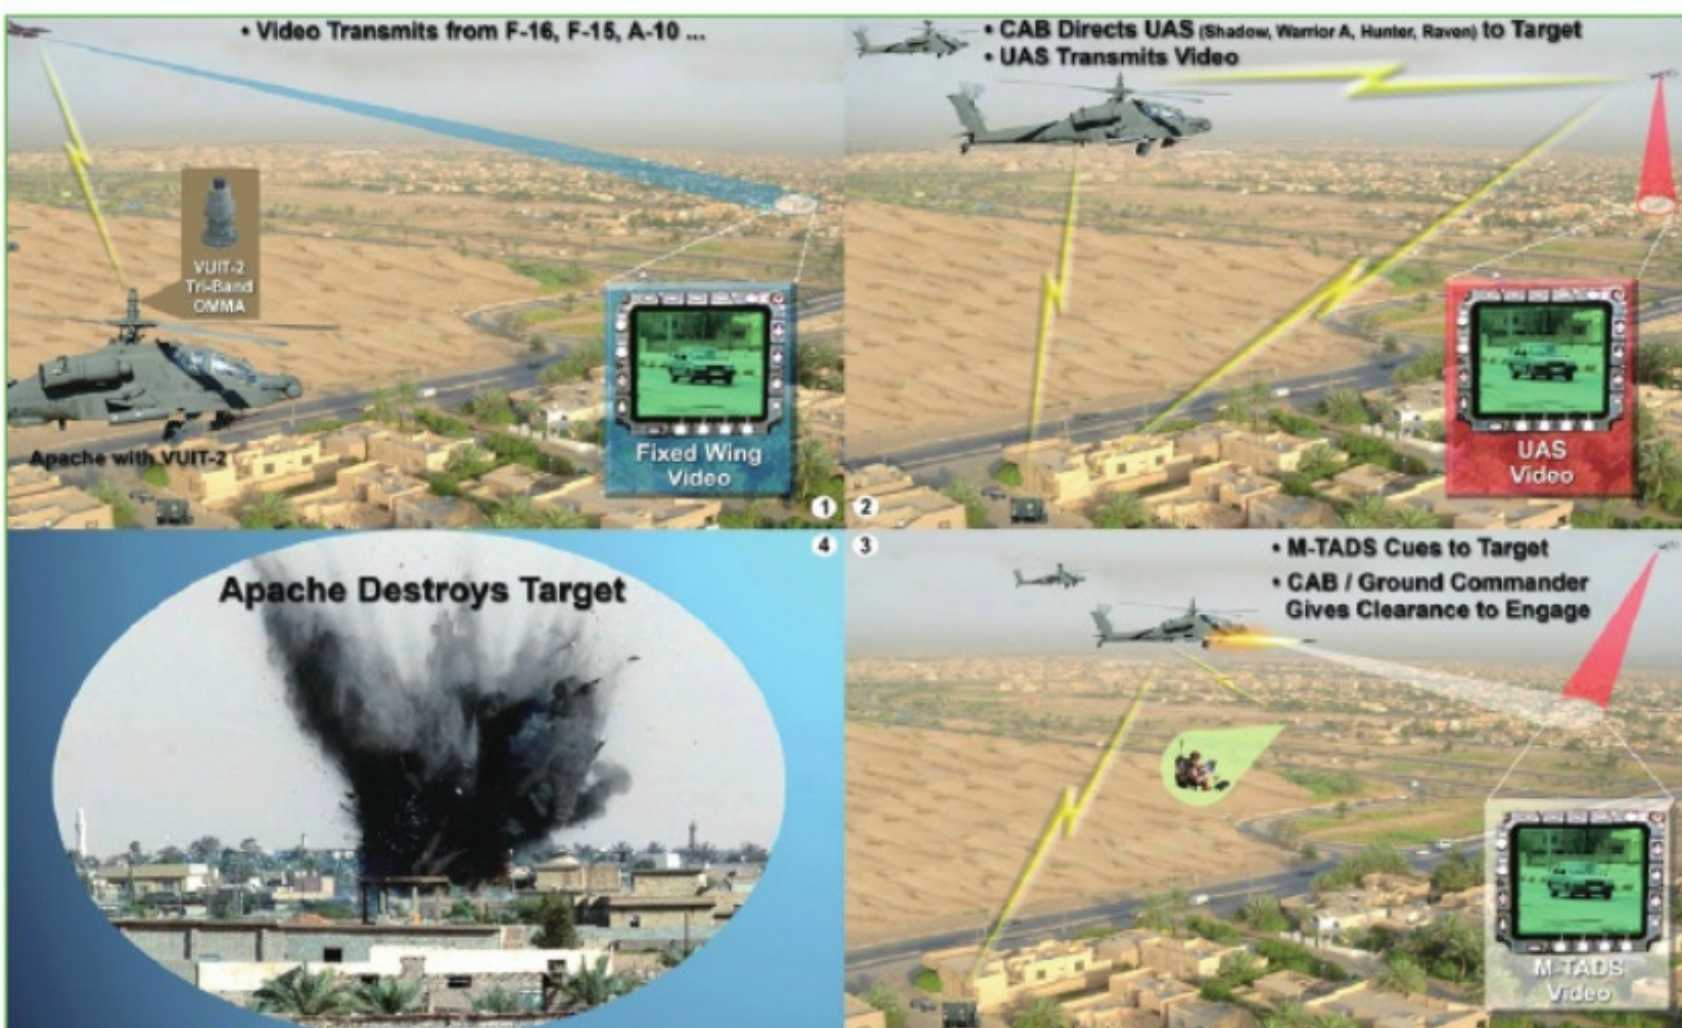 • Video Transmits from F-16, F-15, A-10 ...
VUIT-2
Tri-Band
OMMA
Apache with VUIT-2
Fixed Wing
Video
1
• CAB Directs UAS (Shadow, Warrior A, Hunter, Raven) to Target
• UAS Transmits Video
UAS
Video
2
• M-TADS Cues to Target
• CAB / Ground Commander
Gives Clearance to Engage
M-TADS
Video
3
Apache Destroys Target
4